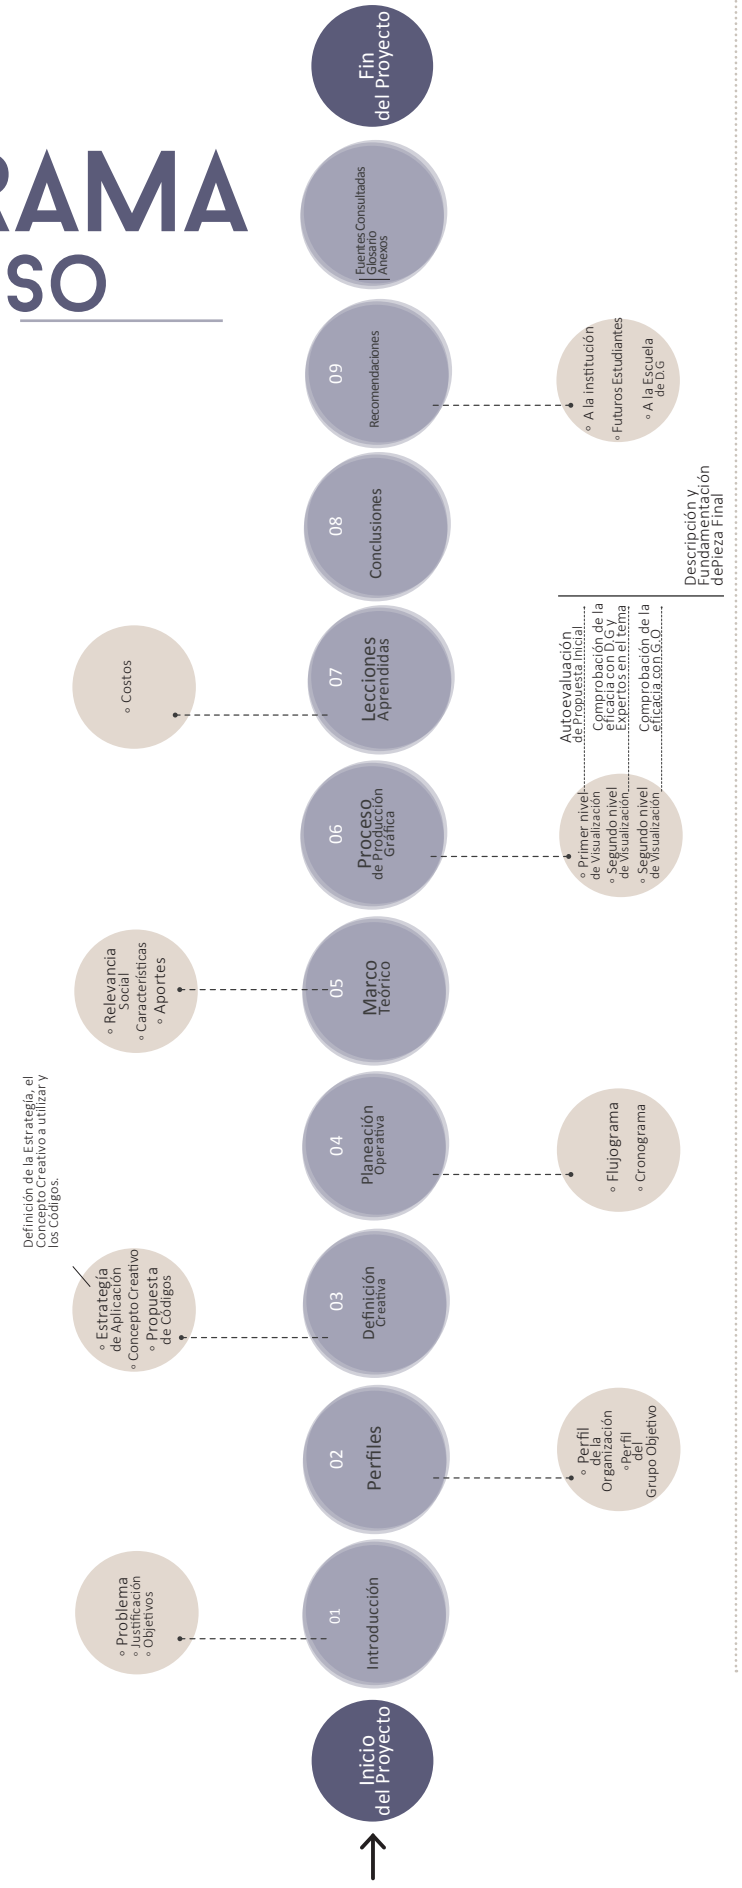 RAMA
SO
Inicio
del Proyecto
01
Introducción
◦ Problema
◦ Justificación
◦ Objetivos
02
Perfiles
◦ Perfil
de la
Organización
◦Perfil
del
Grupo Objetivo
03
Definición
Creativa
◦ Estrategía
de Aplicación
◦ Concepto Creativo
◦ Propuesta
de Códigos
Definición de la Estrategía, el
Concepto Creativo a utilizar y
los Códigos.
04
Planeación
Operativa
◦ Flujograma
◦ Cronograma
05
Marco
Teórico
◦ Relevancia
Social
◦ Características
◦ Aportes
06
Proceso
de Producción
Gráfica
◦ Primer nivel
de Visualización
◦ Segundo nivel
de Visualización
◦ Segundo nivel
de Visualización
Autoevaluación
de Propuesta Inicial
Comprobación de la
eficacia con D.G y
Expertos en el tema
Comprobación de la
eficacia con G.O
Descripción y
Fundamentación
dePieza Final
07
Lecciones
Aprendidas
◦ Costos
08
Conclusiones
09
Recomendaciones
◦ A la institución
◦ Futuros Estudiantes
◦ A la Escuela
de D.G
Fuentes Consultadas
Glosario
Anexos
Fin
del Proyecto